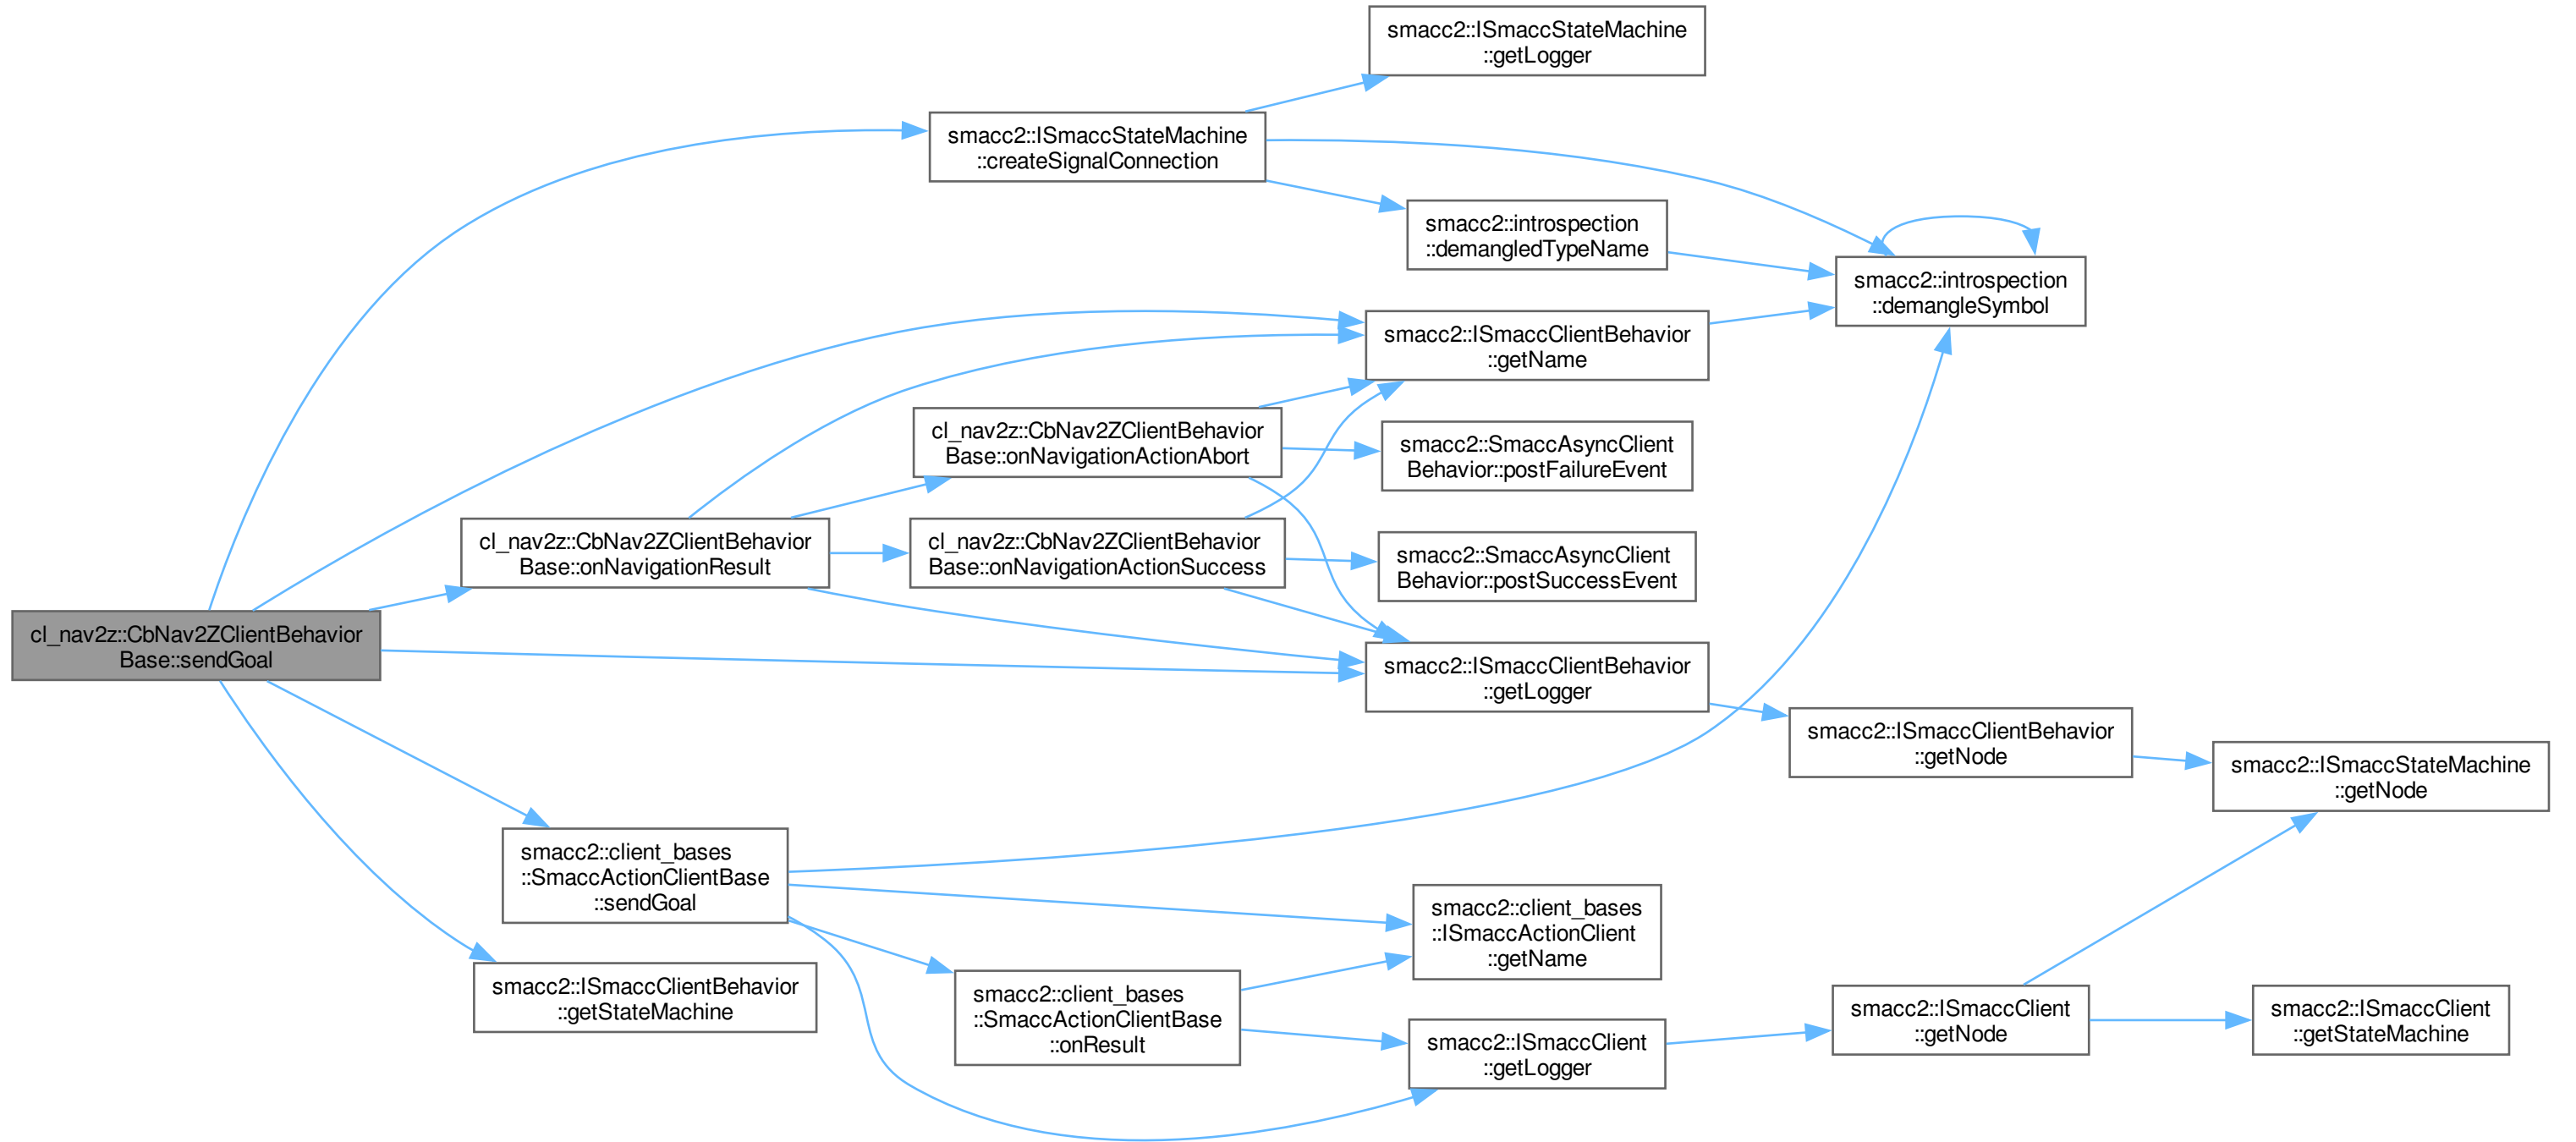 smacc2::ISmaccStateMachine
::getLogger
smacc2::ISmaccStateMachine
::createSignalConnection
smacc2::introspection
::demangledTypeName
smacc2::introspection
::demangleSymbol
smacc2::ISmaccClientBehavior
::getName
cl_nav2z::CbNav2ZClientBehavior
Base::onNavigationActionAbort
smacc2::SmaccAsyncClient
Behavior::postFailureEvent
cl_nav2z::CbNav2ZClientBehavior
Base::onNavigationResult
cl_nav2z::CbNav2ZClientBehavior
Base::onNavigationActionSuccess
smacc2::SmaccAsyncClient
Behavior::postSuccessEvent
cl_nav2z::CbNav2ZClientBehavior
Base::sendGoal
smacc2::ISmaccClientBehavior
::getLogger
smacc2::ISmaccClientBehavior
::getNode
smacc2::ISmaccStateMachine
::getNode
smacc2::client_bases
::SmaccActionClientBase
::sendGoal
smacc2::client_bases
::ISmaccActionClient
::getName
smacc2::ISmaccClientBehavior
::getStateMachine
smacc2::client_bases
::SmaccActionClientBase
::onResult
smacc2::ISmaccClient
::getLogger
smacc2::ISmaccClient
::getNode
smacc2::ISmaccClient
::getStateMachine